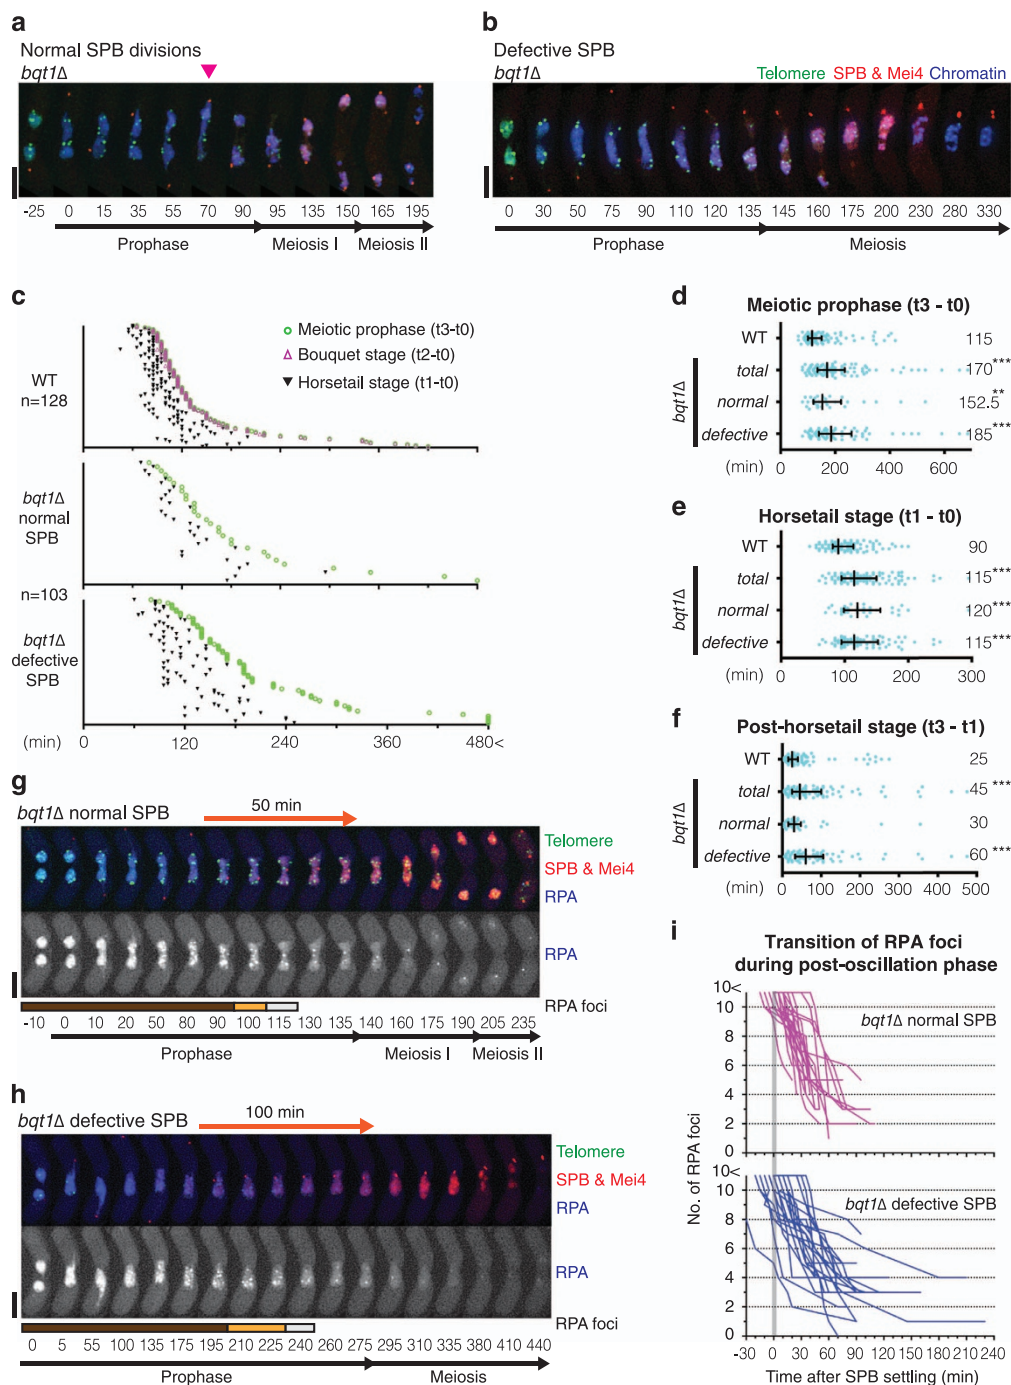 a
Normal SPB divisions
bqt1Δ
-25 0 15 35 55 70 90 95 135 150 165 195
Prophase Meiosis I Meiosis II
b
Defective SPB
bqt1Δ
Telomere SPB & Mei4 Chromatin
0 30 50 75 90 110 120 135 145 160 175 200 230 280 330
Prophase Meiosis
c
Meiotic prophase (t3-t0)
Bouquet stage (t2-t0)
Horsetail stage (t1-t0)
WT
n=128
bqt1Δ
normal
SPB
n=103
bqt1Δ
defective
SPB
(min) 0 120 240 360 480<
d
Meiotic prophase (t3 - t0)
WT 115
bqt1Δ
total 170***
normal 152.5**
defective 185***
(min) 0 200 400 600
e
Horsetail stage (t1 - t0)
WT 90
bqt1Δ
total 115***
normal 120***
defective 115***
(min) 0 100 200 300
f
Post-horsetail stage (t3 - t1)
WT 25
bqt1Δ
total 45***
normal 30
defective 60***
(min) 0 100 200 300 400 500
g
bqt1Δ normal SPB
50 min
Telomere
SPB & Mei4
RPA
RPA
RPA foci
-10 0 10 20 50 80 90 100 115 130 135 140 160 175 190 205 235
Prophase Meiosis I Meiosis II
h
bqt1Δ defective SPB
100 min
Telomere
SPB & Mei4
RPA
RPA
RPA foci
0 5 55 100 135 175 195 210 225 240 260 275 295 310 335 380 410 440
Prophase Meiosis
i
Transition of RPA foci
during post-oscillation phase
No. of RPA foci
10<
10
8
6
4
2
0
bqt1Δ normal SPB
10<
10
8
6
4
2
0
bqt1Δ defective SPB
-30 0 30 60 90 120 150 180 210 240
Time after SPB settling (min)